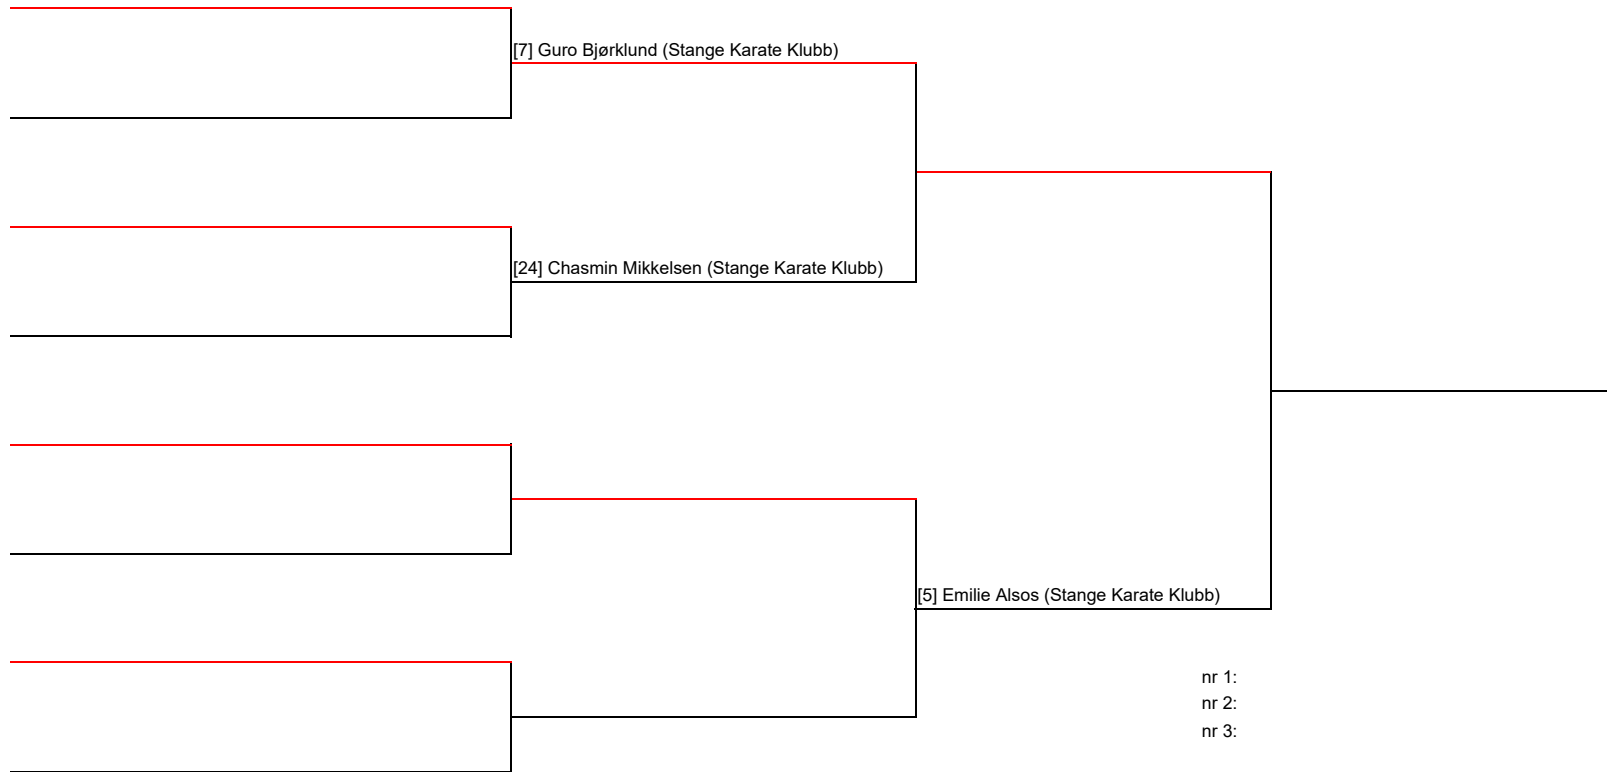 [7] Guro Bjørklund (Stange Karate Klubb)
[24] Chasmin Mikkelsen (Stange Karate Klubb)
[5] Emilie Alsos (Stange Karate Klubb)
nr 1:
nr 2:
nr 3: